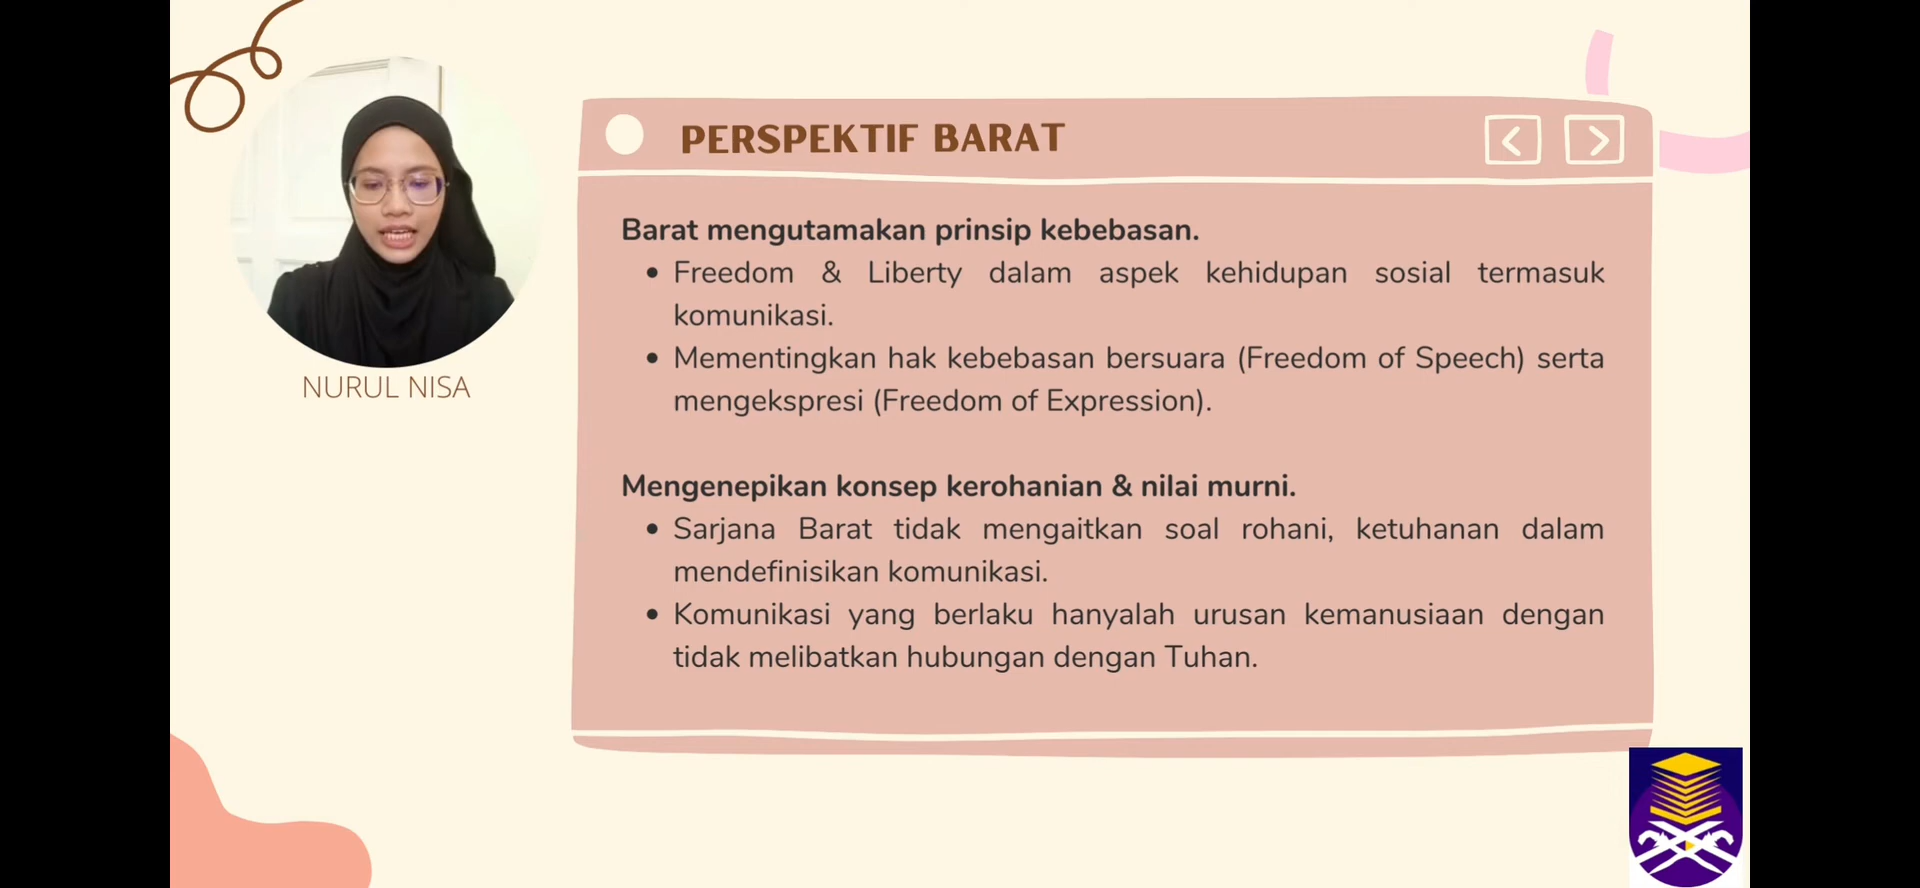 PERSPEKTIF BARAT
Barat mengutamakan prinsip kebebasan.
• Freedom & Liberty dalam aspek kehidupan sosial termasuk
komunikasi.
• Mementingkan hak kebebasan bersuara (Freedom of Speech) serta
mengekspresi (Freedom of Expression).
Mengenepikan konsep kerohanian & nilai murni.
• Sarjana Barat tidak mengaitkan soal rohani, ketuhanan dalam
mendefinisikan komunikasi.
• Komunikasi yang berlaku hanyalah urusan kemanusiaan dengan
tidak melibatkan hubungan dengan Tuhan.
NURUL NISA